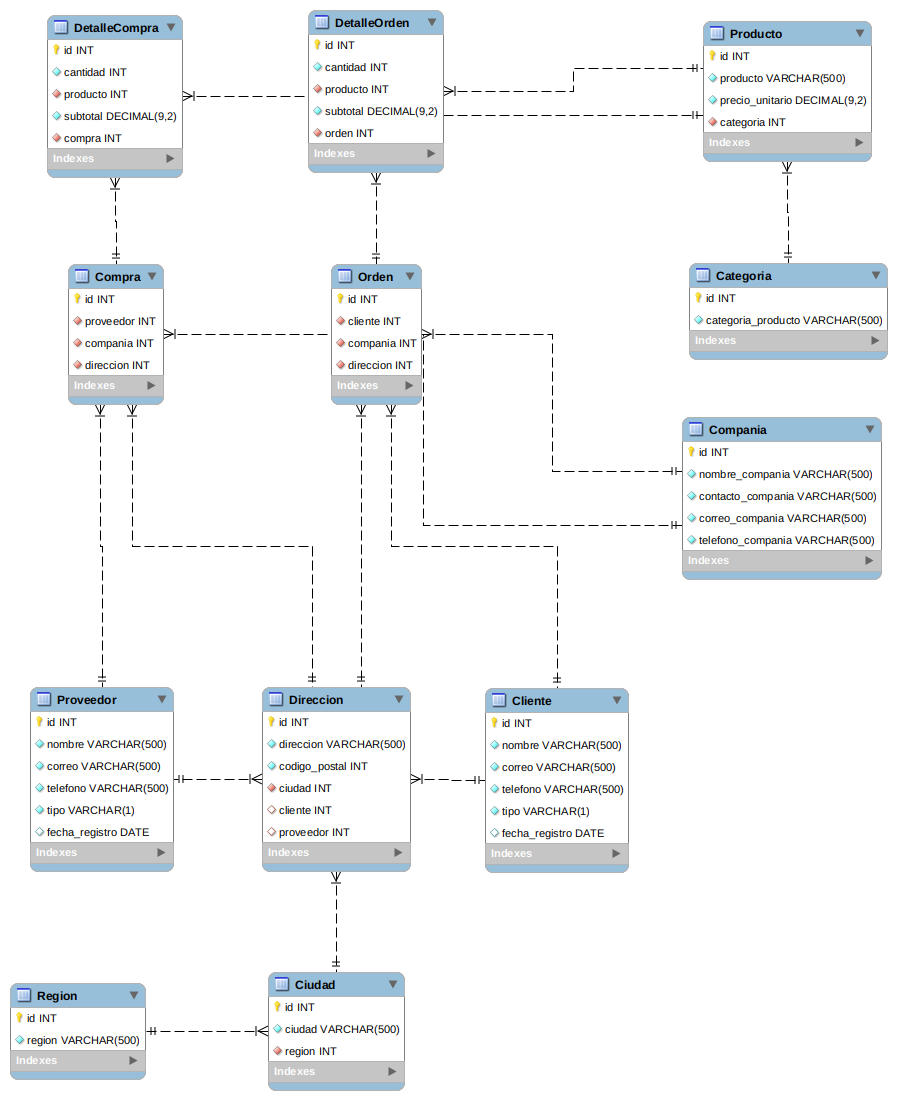 DetalleCompra
id INT
cantidad INT
producto INT
subtotal DECIMAL(9,2)
compra INT
Indexes
DetalleOrden
id INT
cantidad INT
producto INT
subtotal DECIMAL(9,2)
orden INT
Indexes
Producto
id INT
producto VARCHAR(500)
precio_unitario DECIMAL(9,2)
categoria INT
Indexes
Compra
id INT
proveedor INT
compania INT
direccion INT
Indexes
Orden
id INT
cliente INT
compania INT
direccion INT
Indexes
Categoria
id INT
categoria_producto VARCHAR(500)
Indexes
Compania
id INT
nombre_compania VARCHAR(500)
contacto_compania VARCHAR(500)
correo_compania VARCHAR(500)
telefono_compania VARCHAR(500)
Indexes
Proveedor
id INT
nombre VARCHAR(500)
correo VARCHAR(500)
telefono VARCHAR(500)
tipo VARCHAR(1)
fecha_registro DATE
Indexes
Direccion
id INT
direccion VARCHAR(500)
codigo_postal INT
ciudad INT
cliente INT
proveedor INT
Indexes
Cliente
id INT
nombre VARCHAR(500)
correo VARCHAR(500)
telefono VARCHAR(500)
tipo VARCHAR(1)
fecha_registro DATE
Indexes
Region
id INT
region VARCHAR(500)
Indexes
Ciudad
id INT
ciudad VARCHAR(500)
region INT
Indexes